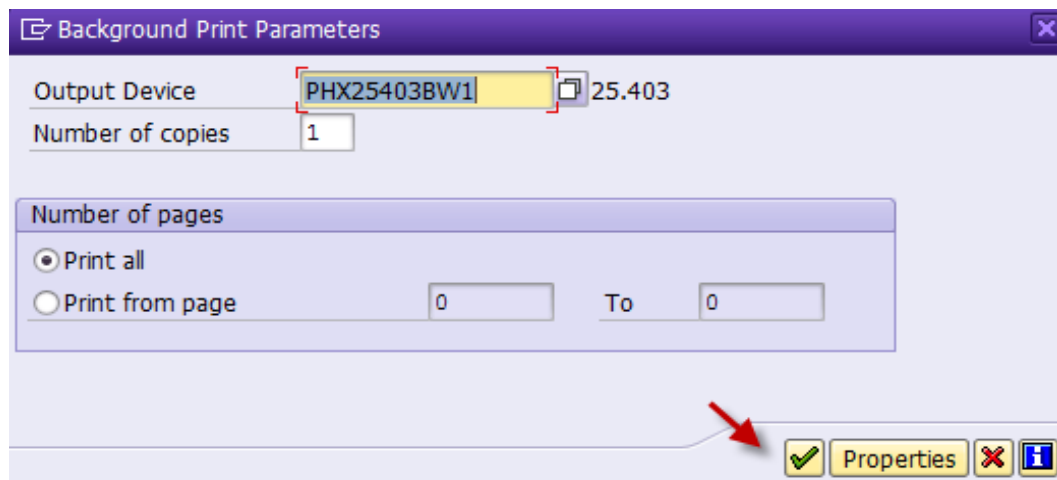 Background Print Parameters
Output Device PHX25403BW1 25.403
Number of copies 1
Number of pages
Print all
Print from page 0 To 0
Properties